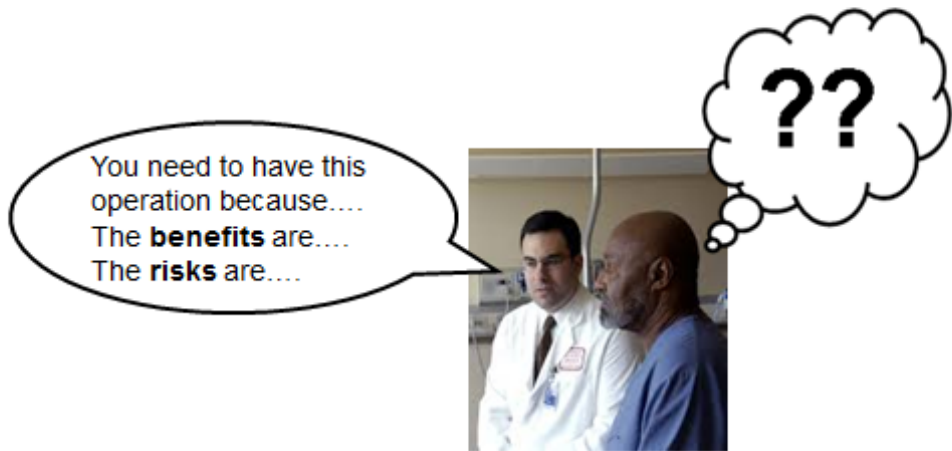 You need to have this
operation because....
The benefits are....
The risks are....
??